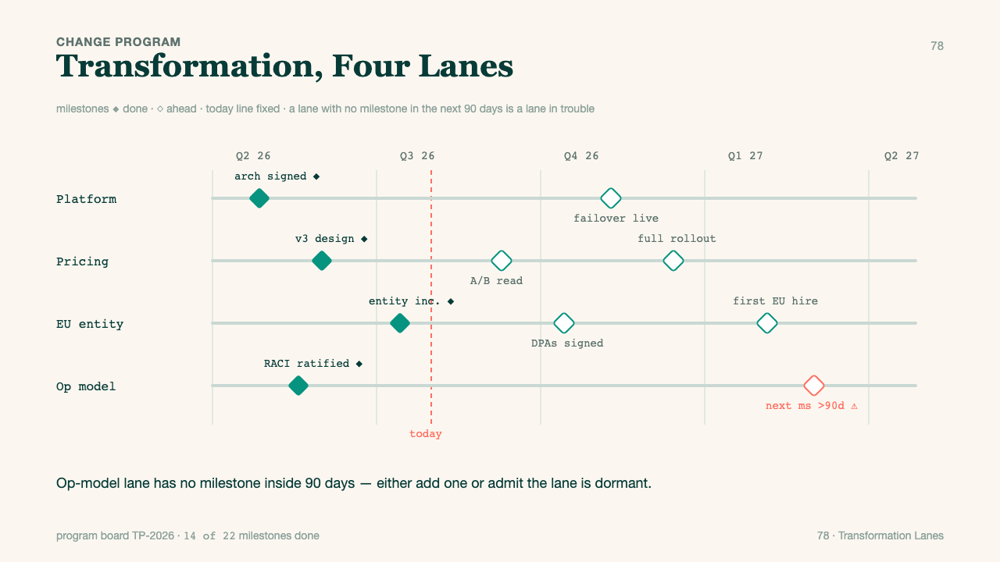 CHANGE PROGRAM
78
Transformation, Four Lanes
milestones ◆ done · ◇ ahead · today line fixed · a lane with no milestone in the next 90 days is a lane in trouble
Q2 26 Q3 26 Q4 26 Q1 27 Q2 27
arch signed ◆
Platform
failover live
v3 design ◆ full rollout
Pricing
A/B read
entity inc. ◆ first EU hire
EU entity
DPAs signed
RACI ratified ◆
Op model
next ms >90d ⚠
today
Op-model lane has no milestone inside 90 days — either add one or admit the lane is dormant.
program board TP-2026 · 14 of 22 milestones done
78 · Transformation Lanes